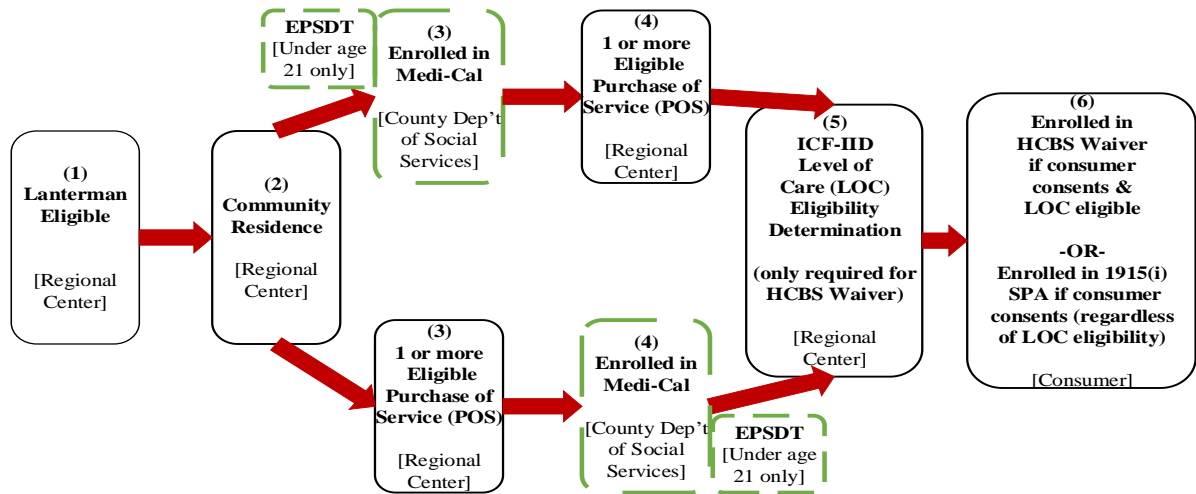 (1)
Lanterman
Eligible
[Regional
Center]
(2)
Community
Residence
[Regional
Center]
EPSDT
[Under age
21 only]
(3)
Enrolled in
Medi-Cal
[County Dep't
of Social
Services]
(4)
1 or more
Eligible
Purchase of
Service (POS)
[Regional
Center]
(3)
1 or more
Eligible
Purchase of
Service (POS)
[Regional
Center]
(4)
Enrolled in
Medi-Cal
[County Dep't
of Social
Services]
EPSDT
[Under age
21 only]
(5)
ICF-IID
Level of
Care (LOC)
Eligibility
Determination
(only required for
HCBS Waiver)
[Regional
Center]
(6)
Enrolled in
HCBS Waiver
if consumer
consents &
LOC eligible
-OR-
Enrolled in 1915(i)
SPA if consumer
consents (regardless
of LOC eligibility)
[Consumer]